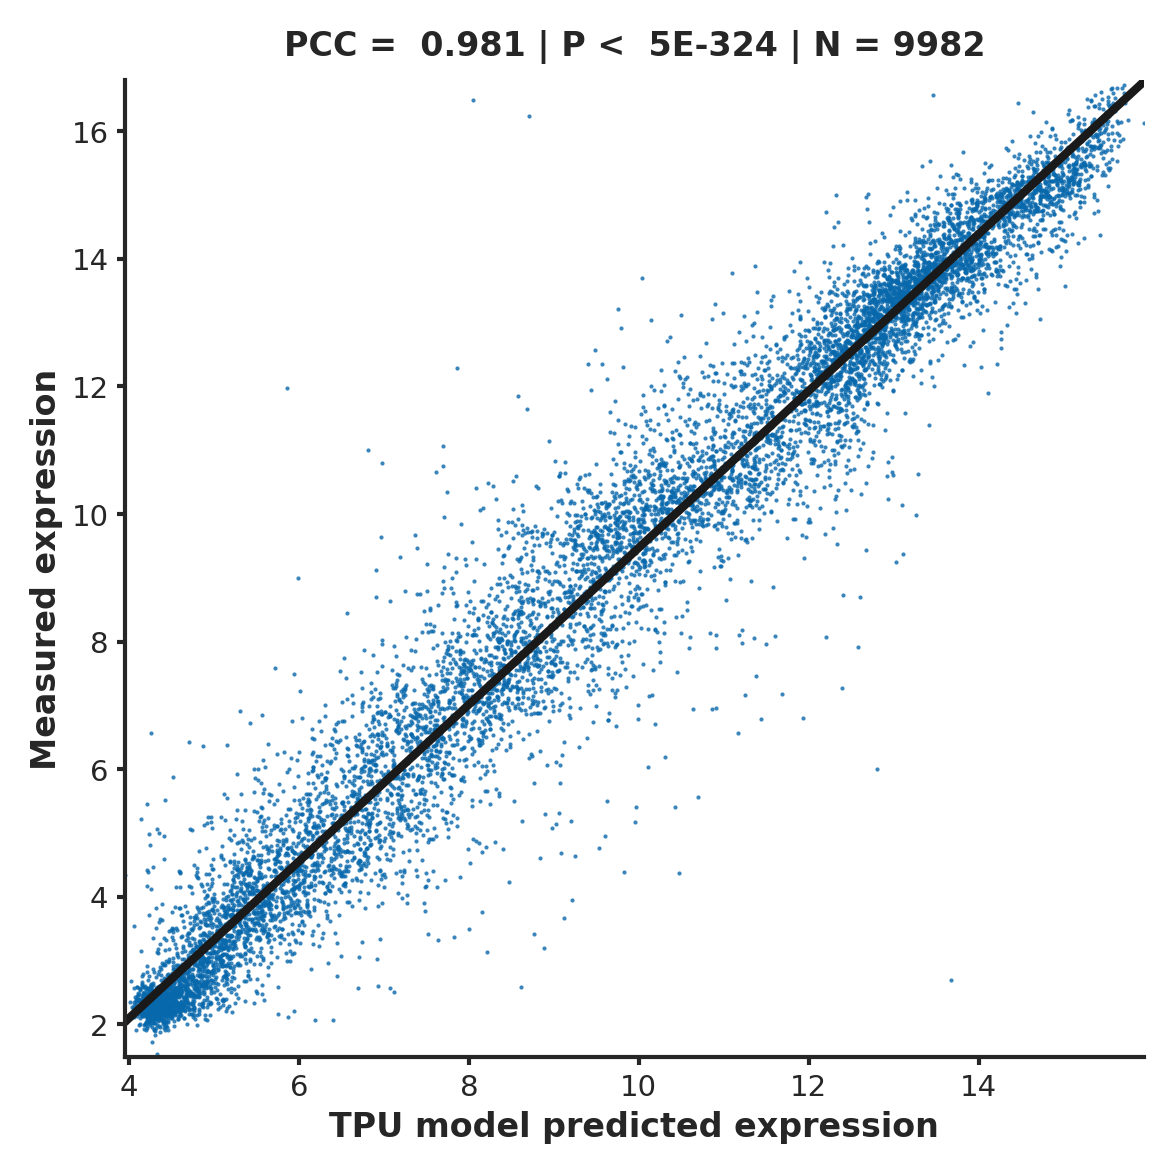 PCC =  0.981 | P <  5E-324 | N = 9982
16
14
12
10
8
6
4
2
Measured expression
4 6 8 10 12 14
TPU model predicted expression